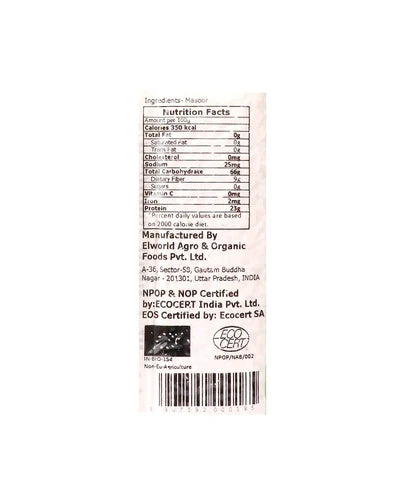 Ingredients- Masoor
Nutrition Facts
Amount per 100g
Calories 350 kcal
Total Fat 0g
Saturated Fat 0g
Trans Fat 0g
Cholesterol 0mg
Sodium 25mg
Total Carbohydrate 66g
Dietary Fiber 9g
Sugars 0g
Vitamin C 0mg
Iron 2mg
Protein 23g
*Percent daily values are based
on 2000 calorie diet.
Manufactured By
Elworld Agro & Organic
Foods Pvt. Ltd.
A-36, Sector-58, Gautam Buddha
Nagar - 201301, Uttar Pradesh, INDIA
NPOP & NOP Certified
by:ECOCERT India Pvt. Ltd.
EOS Certified by: Ecocert SA
ECO
CERT
IN-BIO-154
NPOP/NAB/002
Non-Eu-Agriculture